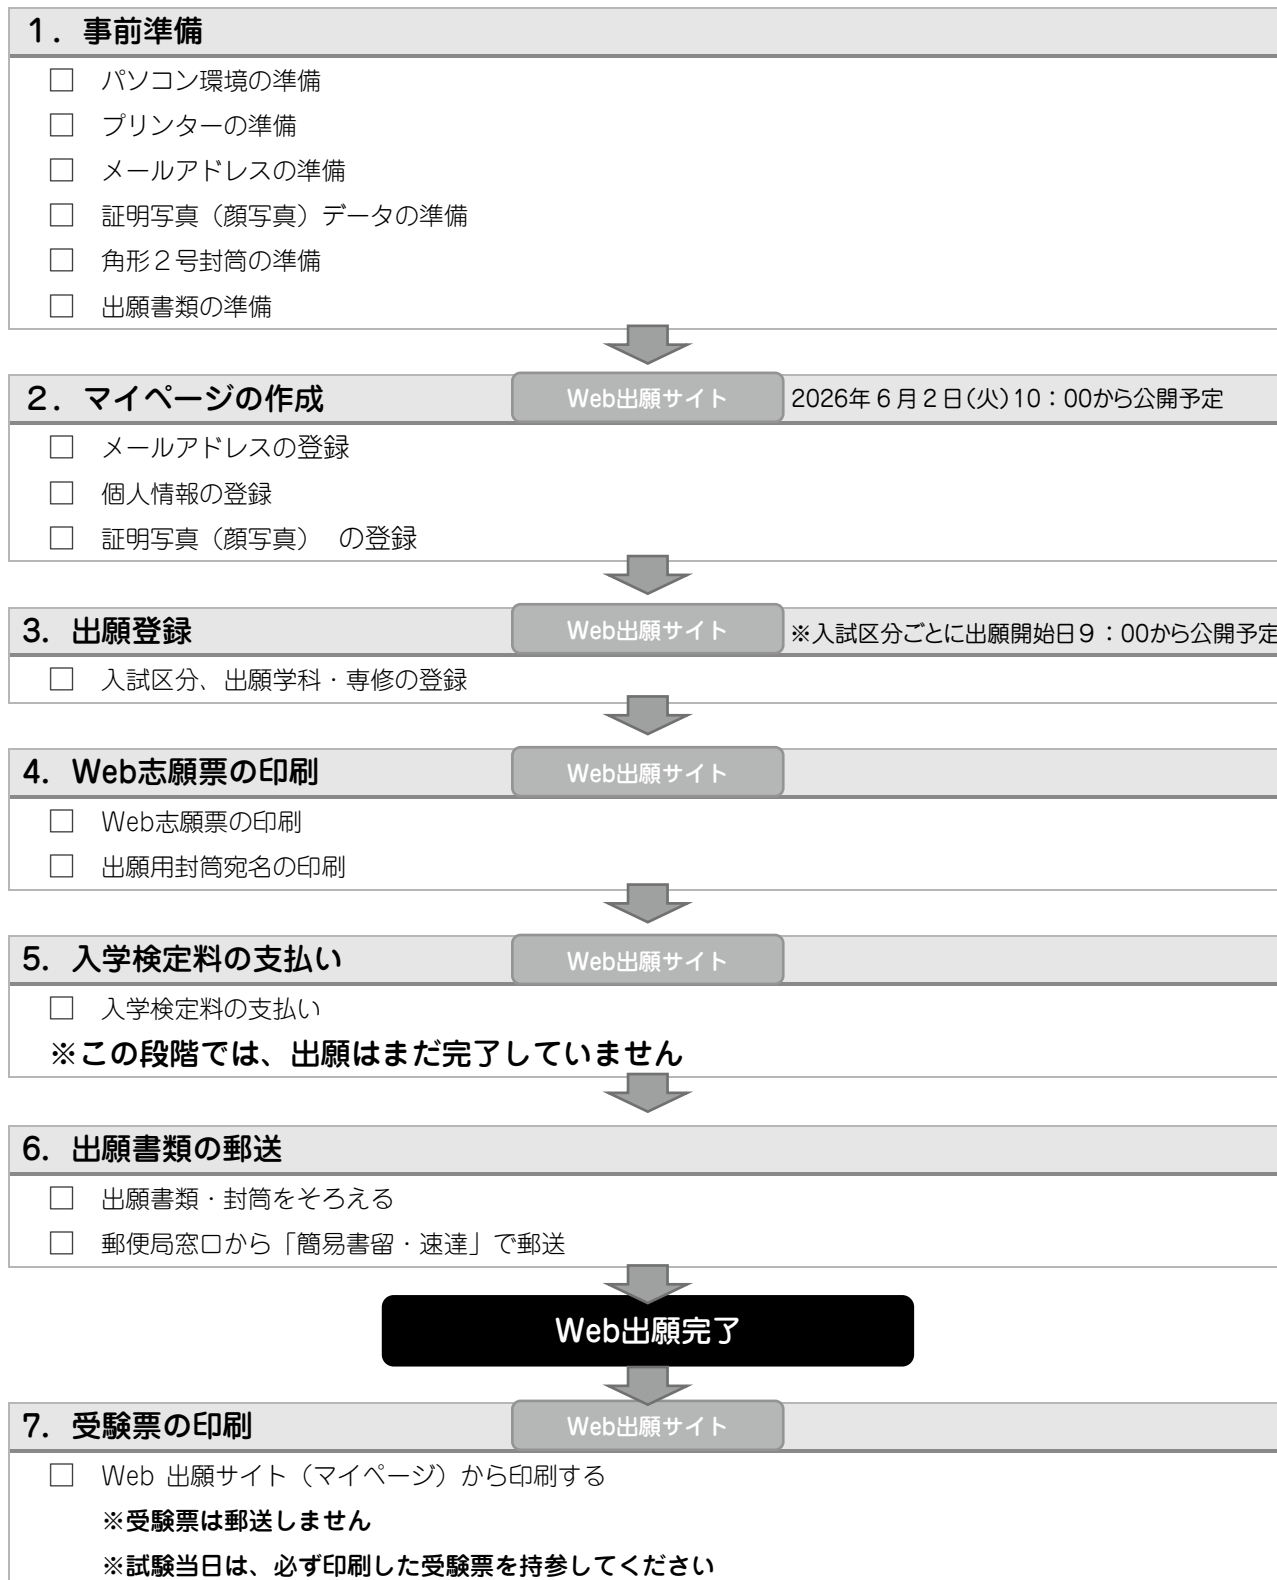 １．事前準備
□ パソコン環境の準備
□ プリンターの準備
□ メールアドレスの準備
□ 証明写真（顔写真）データの準備
□ 角形２号封筒の準備
□ 出願書類の準備
２．マイページの作成 Web出願サイト 2026年６月２日(火)10：00から公開予定
□ メールアドレスの登録
□ 個人情報の登録
□ 証明写真（顔写真） の登録
3．出願登録 Web出願サイト ※入試区分ごとに出願開始日９：00から公開予定
□ 入試区分、出願学科・専修の登録
4．Web志願票の印刷 Web出願サイト
□ Web志願票の印刷
□ 出願用封筒宛名の印刷
5．入学検定料の支払い Web出願サイト
□ 入学検定料の支払い
※この段階では、出願はまだ完了していません
6．出願書類の郵送
□ 出願書類・封筒をそろえる
□ 郵便局窓口から「簡易書留・速達」で郵送
Web出願完了
7．受験票の印刷 Web出願サイト
□ Web 出願サイト（マイページ）から印刷する
※受験票は郵送しません
※試験当日は、必ず印刷した受験票を持参してください